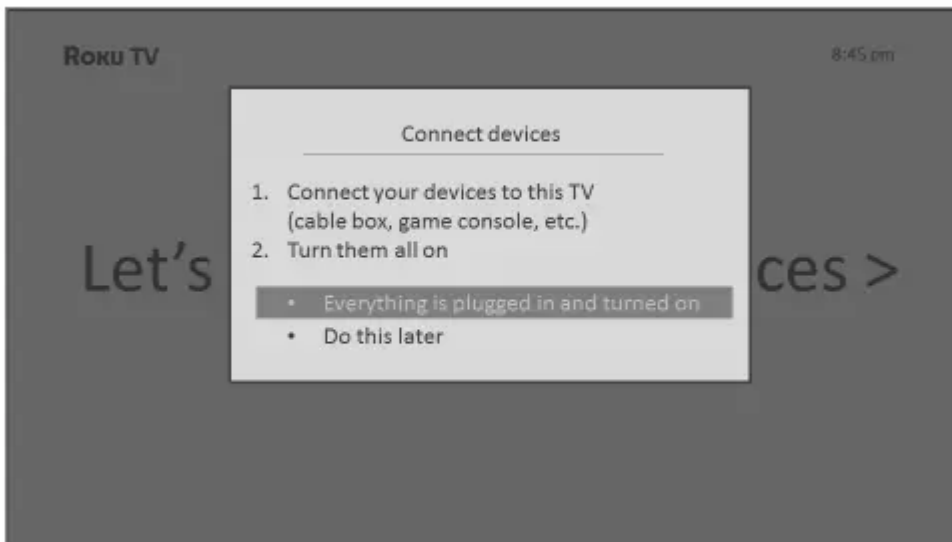 Roku TV
8:45 pm
Connect devices
1. Connect your devices to this TV
(cable box, game console, etc.)
2. Turn them all on
Let's ces >
• Everything is plugged in and turned on
• Do this later